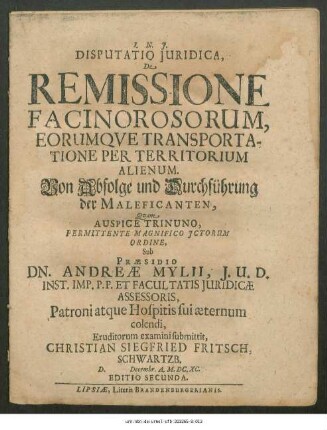 I. N. J.
DISPUTATIO JURIDICA,
De
REMISSIONE
FACINOROSORUM,
EORUMQVE TRANSPORTA-
TIONE PER TERRITORIUM
ALIENUM.
Von Abfolge und Durchführung
der MALEFICANTEN,
Quam
AUSPICE TRINUNO,
PERMITTENTE MAGNIFICO JCTORUM
ORDINE,
Sub
PRÆSIDIO
DN. ANDREÆ MYLII, J. U. D.
INST. IMP. P. P. ET FACULTATIS JURIDICÆ
ASSESSORIS,
Patroni atque Hospitis sui æternum
colendi,
Eruditorum examini submittit,
CHRISTIAN SIEGFRIED FRITSCH,
SCHWARTZB.
D. Decembr. A. M. DC. XC.
EDITIO SECUNDA.
LIPSIÆ, Literis BRANDENBURGERIANIS.